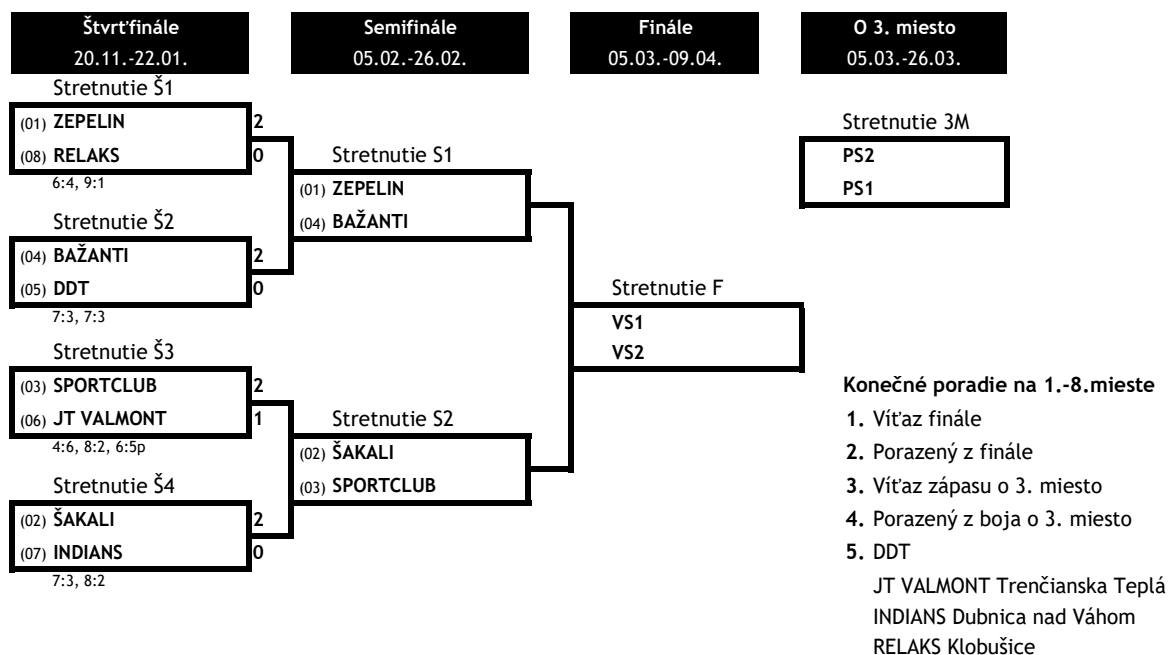 Štvrťfinále
20.11.-22.01.
Semifinále
05.02.-26.02.
Finále
05.03.-09.04.
O 3. miesto
05.03.-26.03.
Stretnutie Š1
(01) ZEPELIN 2
(08) RELAKS 0
6:4, 9:1
Stretnutie Š2
(04) BAŽANTI 2
(05) DDT 0
7:3, 7:3
Stretnutie Š3
(03) SPORTCLUB 2
(06) JT VALMONT 1
4:6, 8:2, 6:5p
Stretnutie Š4
(02) ŠAKALI 2
(07) INDIANS 0
7:3, 8:2
Stretnutie S1
(01) ZEPELIN
(04) BAŽANTI
Stretnutie S2
(02) ŠAKALI
(03) SPORTCLUB
Stretnutie F
VS1
VS2
Stretnutie 3M
PS2
PS1
Konečné poradie na 1.-8.mieste
1. Víťaz finále
2. Porazený z finále
3. Víťaz zápasu o 3. miesto
4. Porazený z boja o 3. miesto
5. DDT
JT VALMONT Trenčianska Teplá
INDIANS Dubnica nad Váhom
RELAKS Klobušice